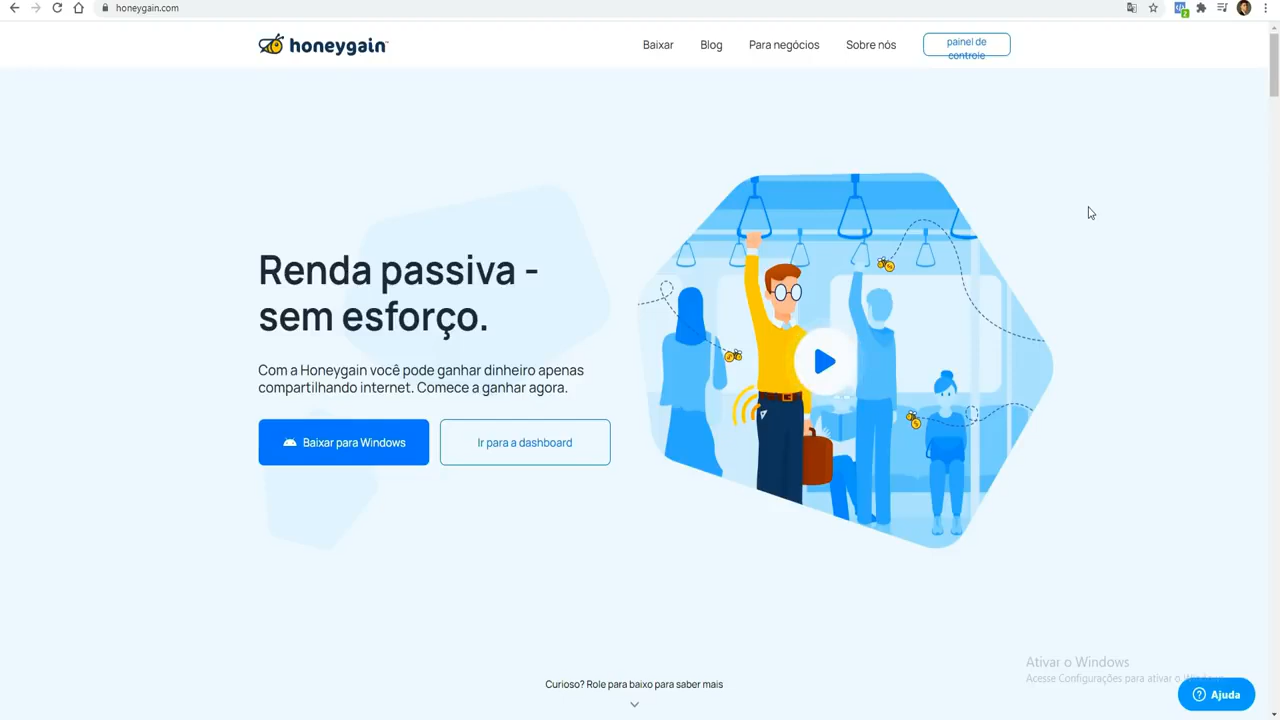 honeygain.com
honeygain
Baixar
Blog
Para negócios
Sobre nós
painel de
controle
Renda passiva -
sem esforço.
Com a Honeygain você pode ganhar dinheiro apenas
compartilhando internet. Comece a ganhar agora.
Baixar para Windows
Ir para a dashboard
Curioso? Role para baixo para saber mais
Ativar o Windows
Acesse Configurações para ativar o
Ajuda